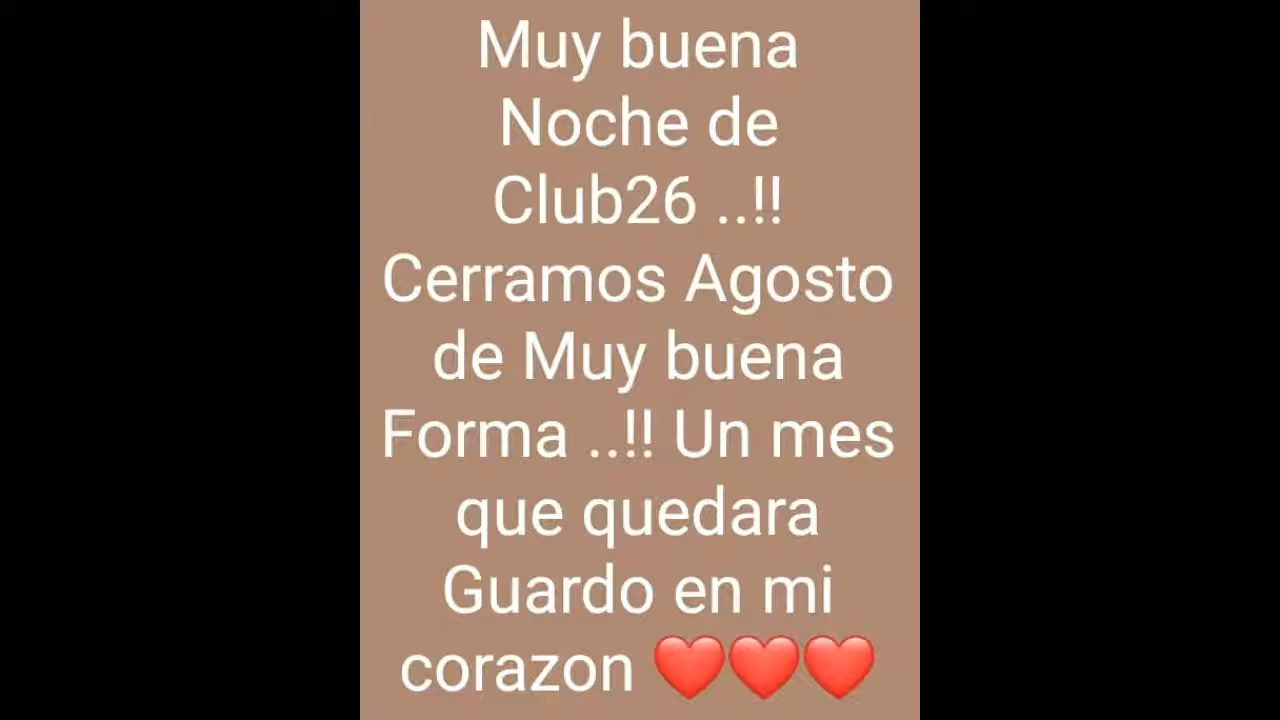 Muy buena
Noche de
Club26 ..!!
Cerramos Agosto
de Muy buena
Forma ..!! Un mes
que quedara
Guardo en mi
corazon ❤️❤️❤️